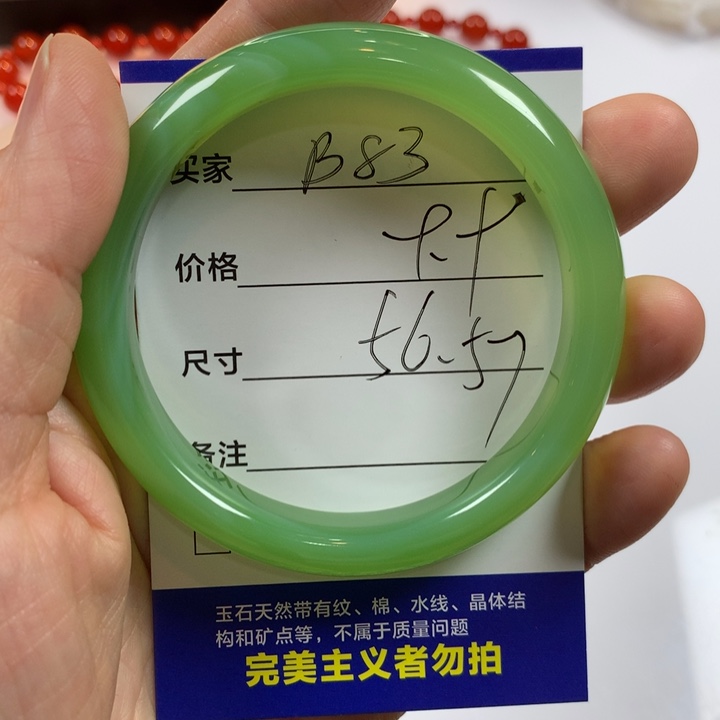 买家 B83
价格
尺寸 56.57
备注
玉石天然带有纹、棉、水线、晶体结
构和矿点等，不属于质量问题
完美主义者勿拍